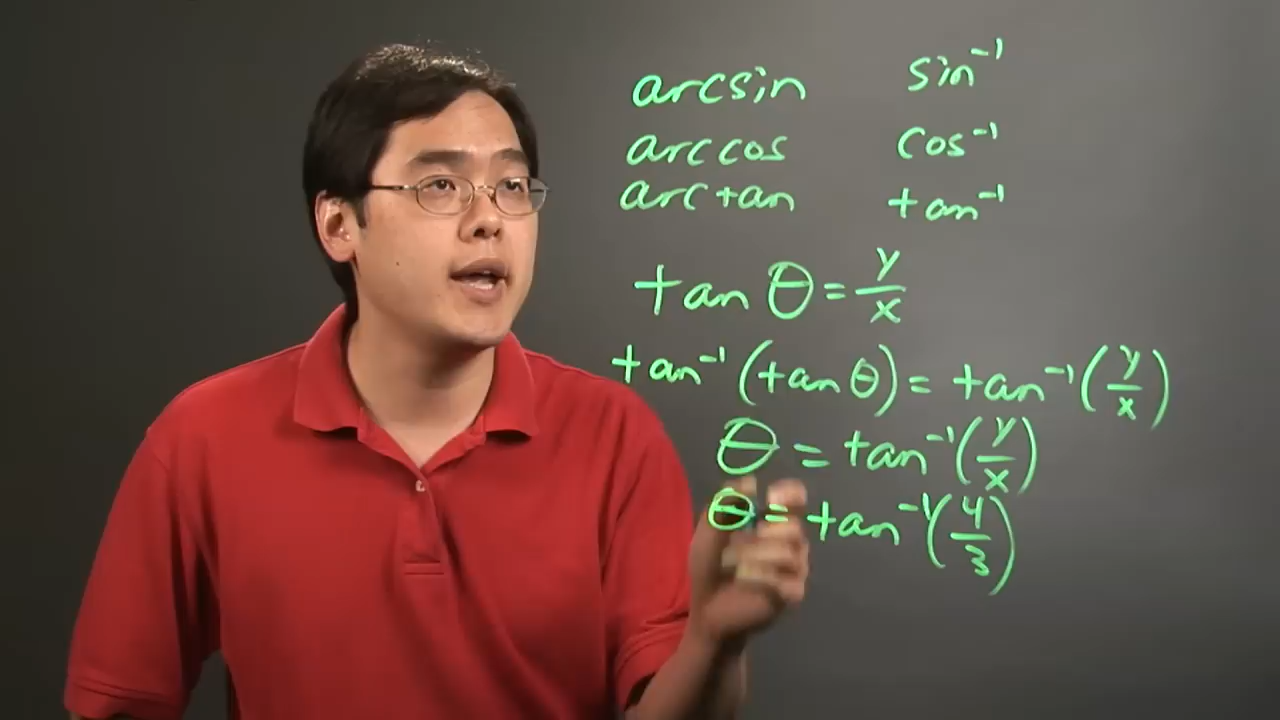 arcsin sin⁻¹
arccos cos⁻¹
arctan tan⁻¹
tan θ = y/x
tan⁻¹(tan θ) = tan⁻¹(y/x)
θ = tan⁻¹(y/x)
θ = tan⁻¹(4/3)